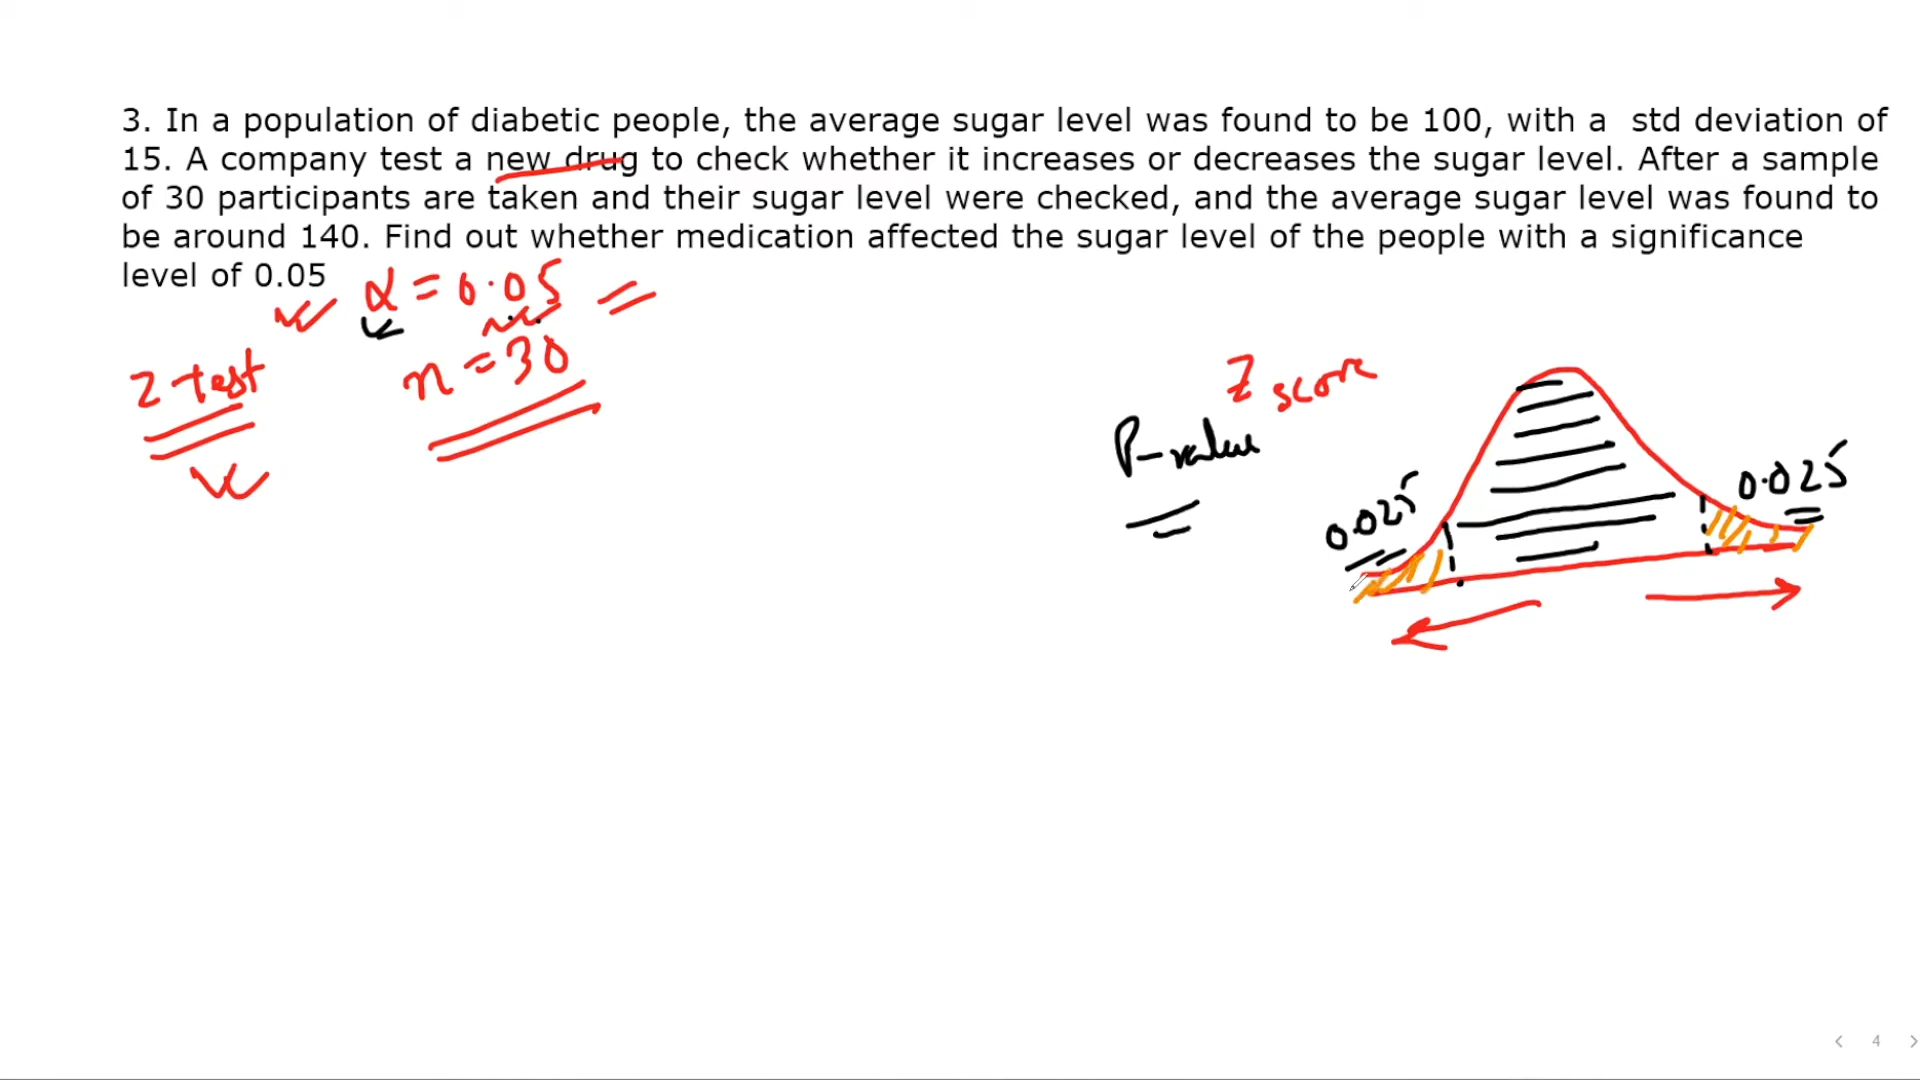 3. In a population of diabetic people, the average sugar level was found to be 100, with a std deviation of
15. A company test a new drug to check whether it increases or decreases the sugar level. After a sample
of 30 participants are taken and their sugar level were checked, and the average sugar level was found to
be around 140. Find out whether medication affected the sugar level of the people with a significance
level of 0.05
α = 0.05
n = 30
Z-test
Z score
P-value
0.025
0.025
4